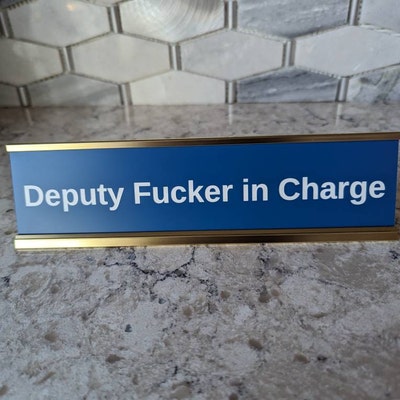 Deputy Fucker in Charge